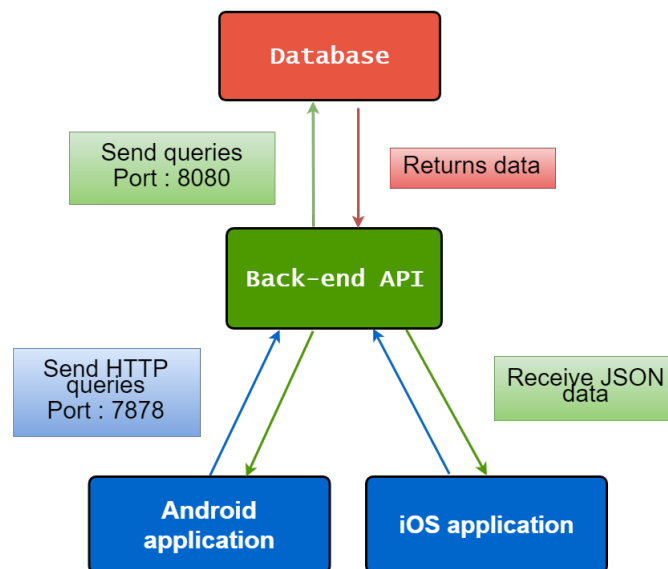 Database
Send queries
Port : 8080
Returns data
Back-end API
Send HTTP
queries
Port : 7878
Receive JSON
data
Android
application
iOS application